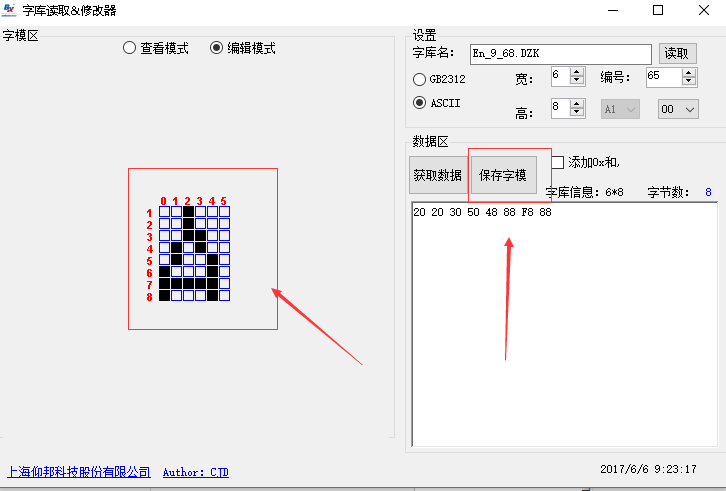 字库读取&修改器
字模区
查看模式 编辑模式
0 1 2 3 4 5
1
2
3
4
5
6
7
8
设置
字库名： En_9_68.DZK 读取
GB2312 宽： 6 编号： 65
ASCII 高： 8 A1 00
数据区
获取数据 保存字模 添加0x和,
字库信息：6*8 字节数： 8
20 20 30 50 48 88 F8 88
上海仰邦科技股份有限公司 Author：CJD
2017/6/6 9:23:17